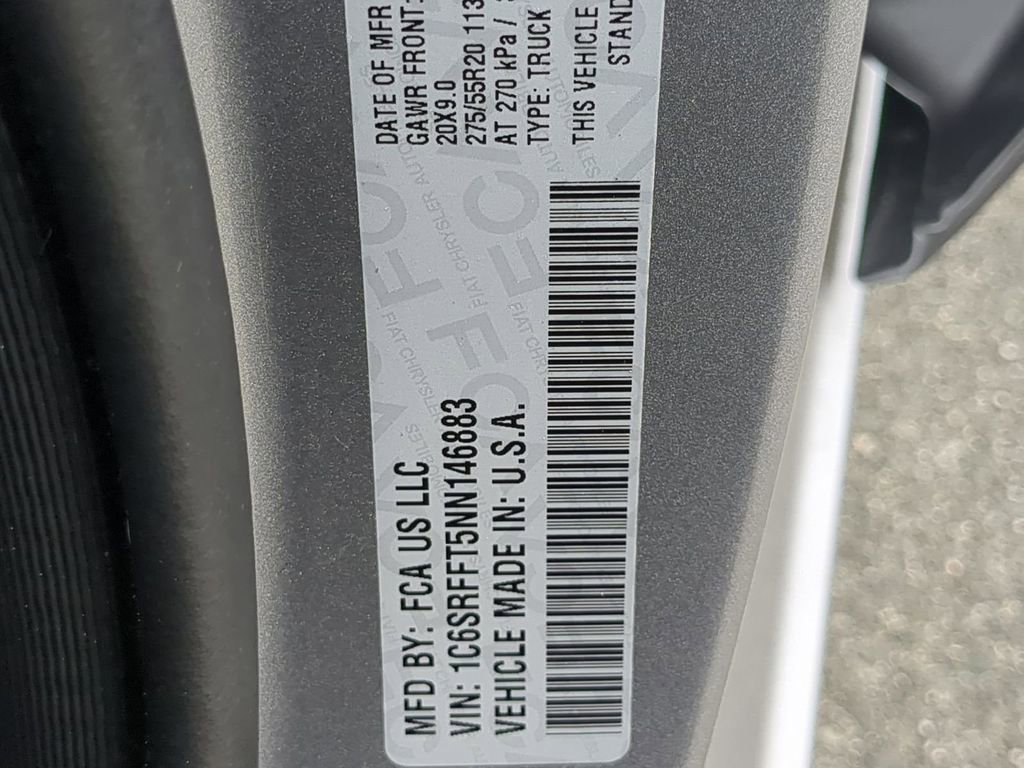 MFD BY: FCA US LLC
VIN: 1C6SRFFT5NN146883
VEHICLE MADE IN: U.S.A.
DATE OF MFR
GAWR FRONT:
20X9.0
275/55R20 113
AT 270 kPa /
TYPE: TRUCK
THIS VEHICLE
STAND